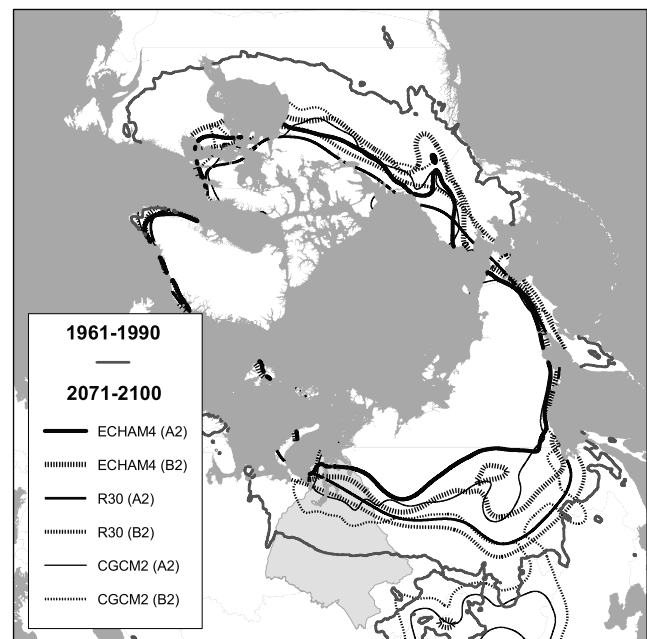 1961-1990
2071-2100
ECHAM4 (A2)
ECHAM4 (B2)
R30 (A2)
R30 (B2)
CGCM2 (A2)
CGCM2 (B2)